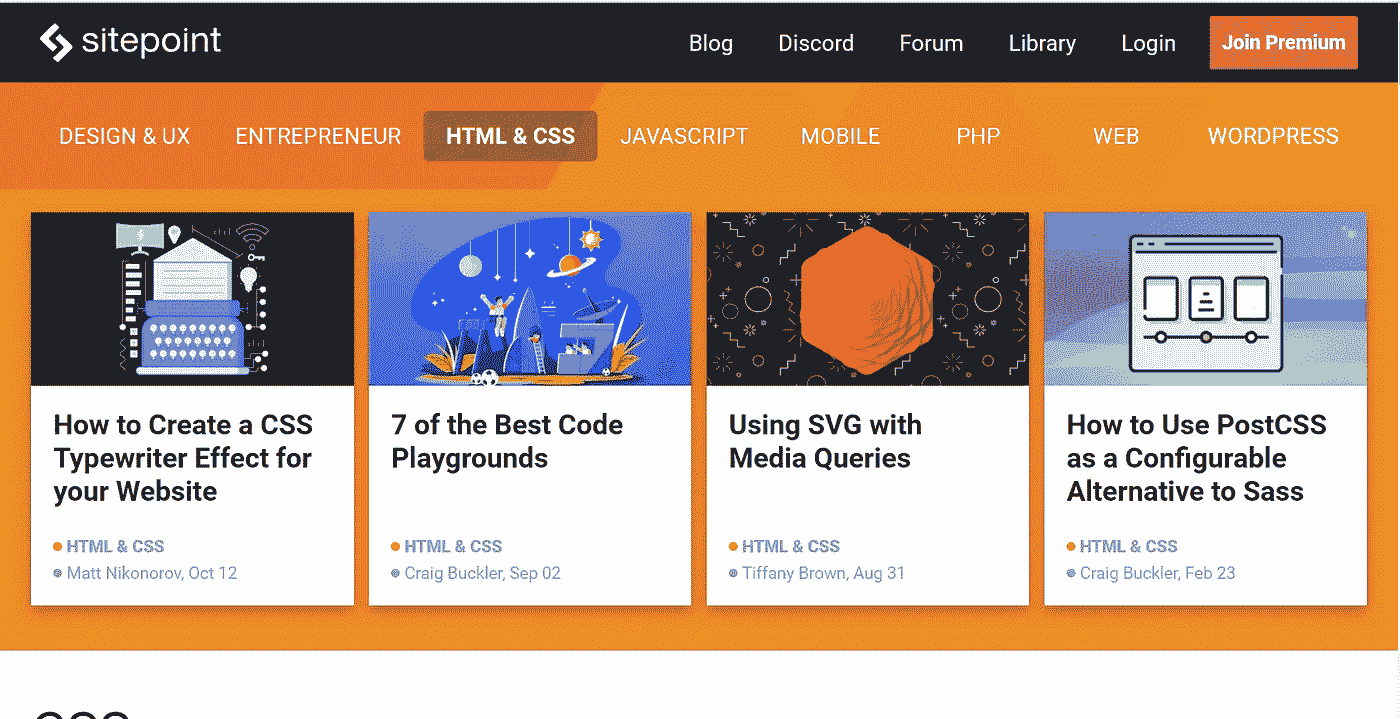 sitepoint
Blog Discord Forum Library Login Join Premium
DESIGN & UX ENTREPRENEUR HTML & CSS JAVASCRIPT MOBILE PHP WEB WORDPRESS
How to Create a CSS
Typewriter Effect for
your Website
HTML & CSS
Matt Nikonorov, Oct 12
7 of the Best Code
Playgrounds
HTML & CSS
Craig Buckler, Sep 02
Using SVG with
Media Queries
HTML & CSS
Tiffany Brown, Aug 31
How to Use PostCSS
as a Configurable
Alternative to Sass
HTML & CSS
Craig Buckler, Feb 23